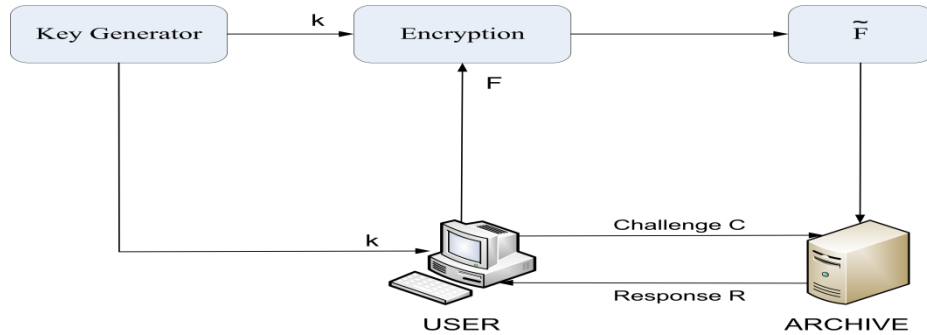 Key Generator
k
Encryption
F̃
F
k
Challenge C
Response R
USER
ARCHIVE